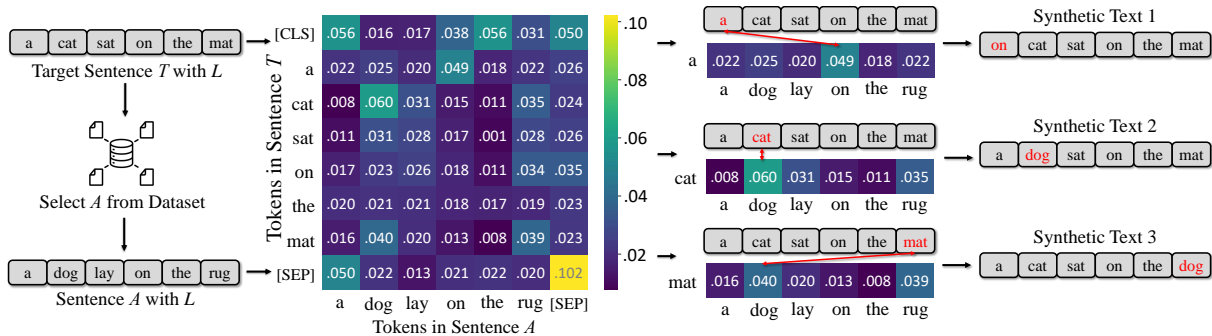 a cat sat on the mat
Target Sentence T with L
Select A from Dataset
a dog lay on the rug
Sentence A with L
Tokens in Sentence T
[CLS] .056 .016 .017 .038 .056 .031 .050
a .022 .025 .020 .049 .018 .022 .026
cat .008 .060 .031 .015 .011 .035 .024
sat .011 .031 .028 .017 .001 .028 .026
on .017 .023 .026 .018 .011 .034 .035
the .020 .021 .021 .018 .017 .019 .023
mat .016 .040 .020 .013 .008 .039 .023
[SEP] .050 .022 .013 .021 .022 .020 .102
a dog lay on the rug [SEP]
Tokens in Sentence A
.10
.08
.06
.04
.02
a cat sat on the mat
a .022 .025 .020 .049 .018 .022
a dog lay on the rug
Synthetic Text 1
on cat sat on the mat
a cat sat on the mat
cat .008 .060 .031 .015 .011 .035
a dog lay on the rug
Synthetic Text 2
a dog sat on the mat
a cat sat on the mat
mat .016 .040 .020 .013 .008 .039
a dog lay on the rug
Synthetic Text 3
a cat sat on the dog